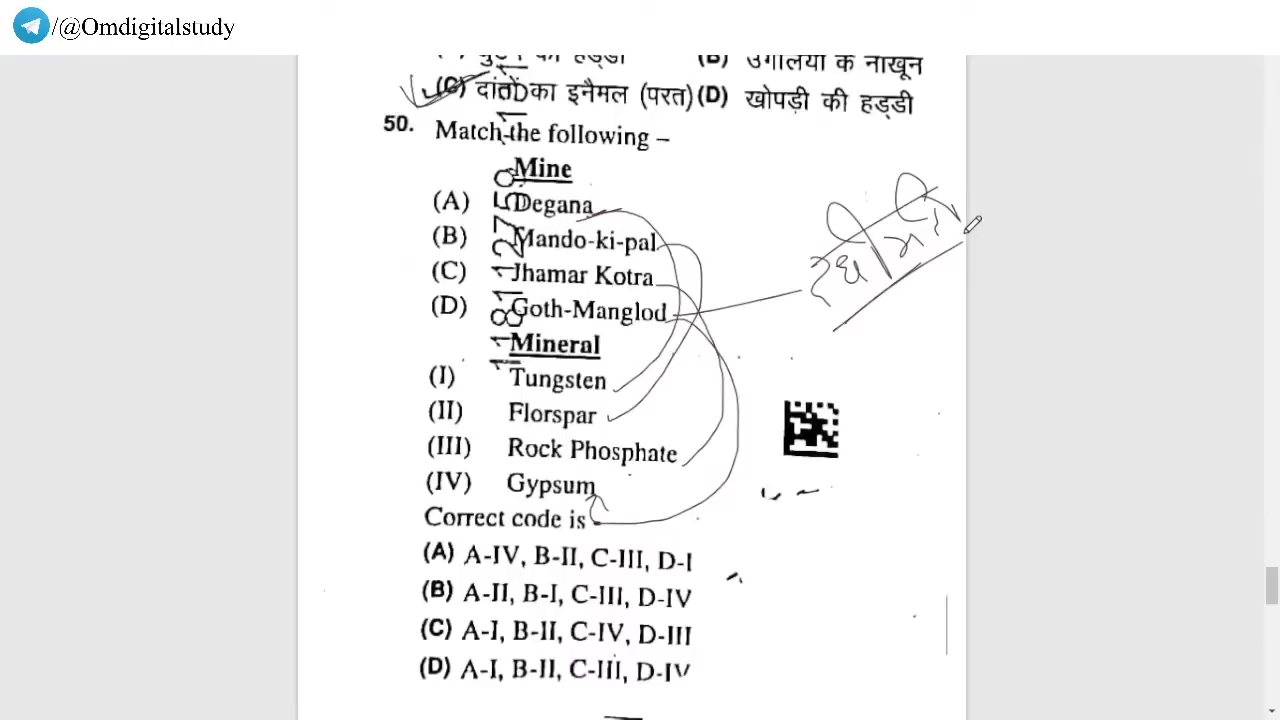 /@Omdigitalstudy
(B) उंगलियों के नाखून
(C) दांतों का इनैमल (परत) (D) खोपड़ी की हड्डी
50. Match the following –
Mine
(A) Degana
(B) Mando-ki-pal
(C) Jhamar Kotra
(D) Goth-Manglod
Mineral
(I) Tungsten
(II) Florspar
(III) Rock Phosphate
(IV) Gypsum
Correct code is –
(A) A-IV, B-II, C-III, D-I
(B) A-II, B-I, C-III, D-IV
(C) A-I, B-II, C-IV, D-III
(D) A-I, B-II, C-III, D-IV